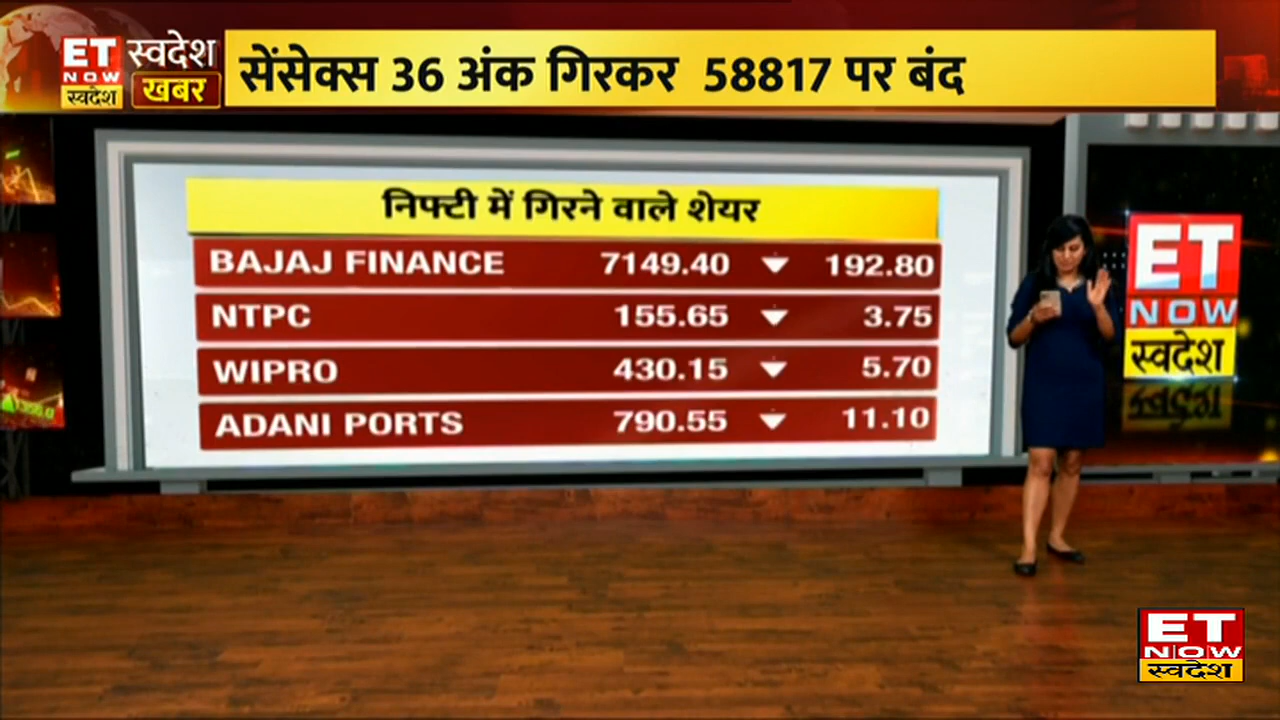 ET
NOW
स्वदेश
स्वदेश
खबर
सेंसेक्स 36 अंक गिरकर 58817 पर बंद
निफ्टी में गिरने वाले शेयर
BAJAJ FINANCE 7149.40 ▼ 192.80
NTPC 155.65 ▼ 3.75
WIPRO 430.15 ▼ 5.70
ADANI PORTS 790.55 ▼ 11.10
ET
NOW
स्वदेश
ET
NOW
स्वदेश